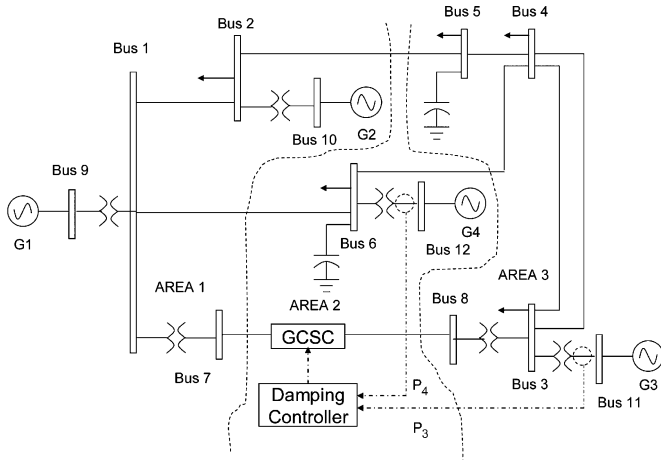 Bus 5
Bus 4
Bus 2
Bus 1
Bus 10
G2
Bus 9
G1
Bus 6
Bus 12
G4
AREA 1
AREA 2
AREA 3
Bus 8
GCSC
Bus 7
Bus 3
G3
Bus 11
Damping
Controller
P4
P3